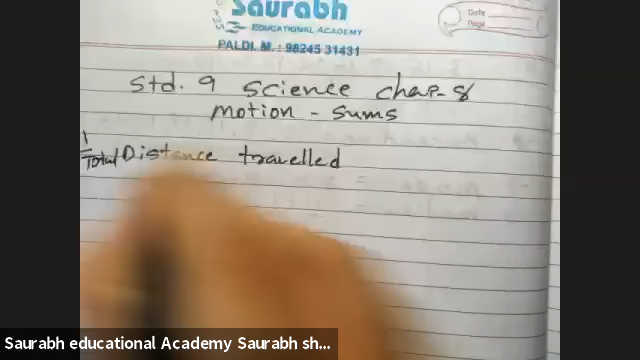 Saurabh
EDUCATIONAL ACADEMY
PALDI. M. : 98245 31431
Date
Page
Std. 9 Science chap-8
motion - sums
1
Total Distance travelled
Saurabh educational Academy Saurabh sh...